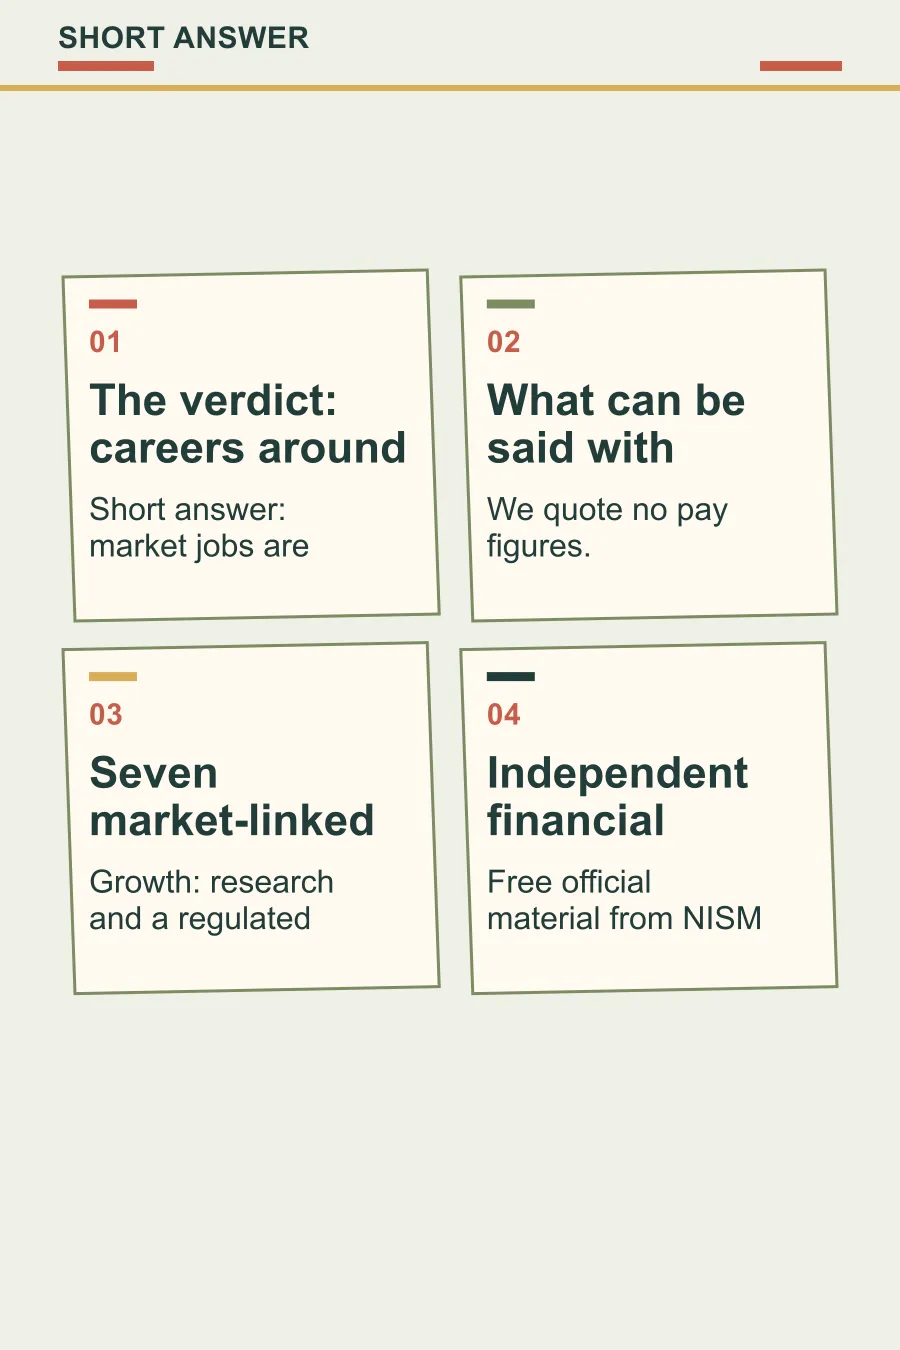 SHORT ANSWER
01
The verdict:
careers around
Short answer:
market jobs are
02
What can be
said with
We quote no pay
figures.
03
Seven
market-linked
Growth: research
and a regulated
04
Independent
financial
Free official
material from NISM